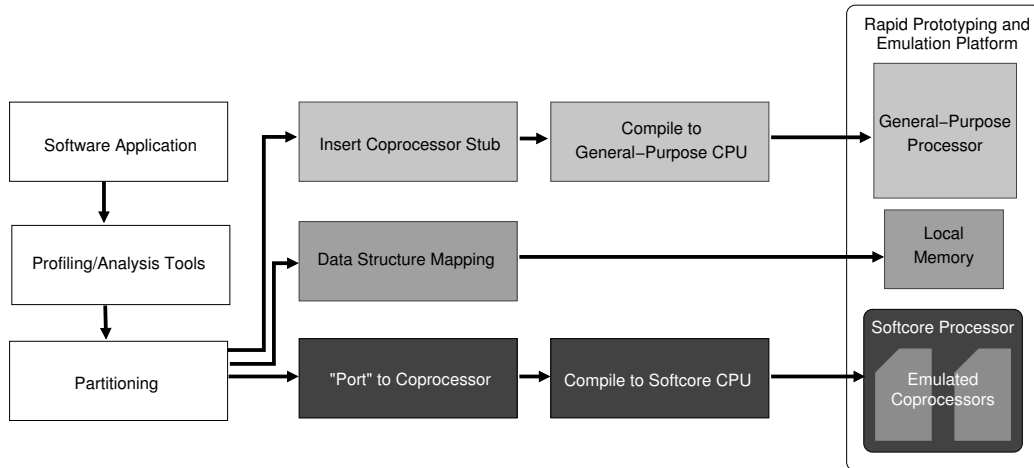 Rapid Prototyping and
Emulation Platform
Software Application
Insert Coprocessor Stub
Compile to
General−Purpose CPU
General−Purpose
Processor
Profiling/Analysis Tools
Data Structure Mapping
Local
Memory
Partitioning
"Port" to Coprocessor
Compile to Softcore CPU
Softcore Processor
Emulated
Coprocessors